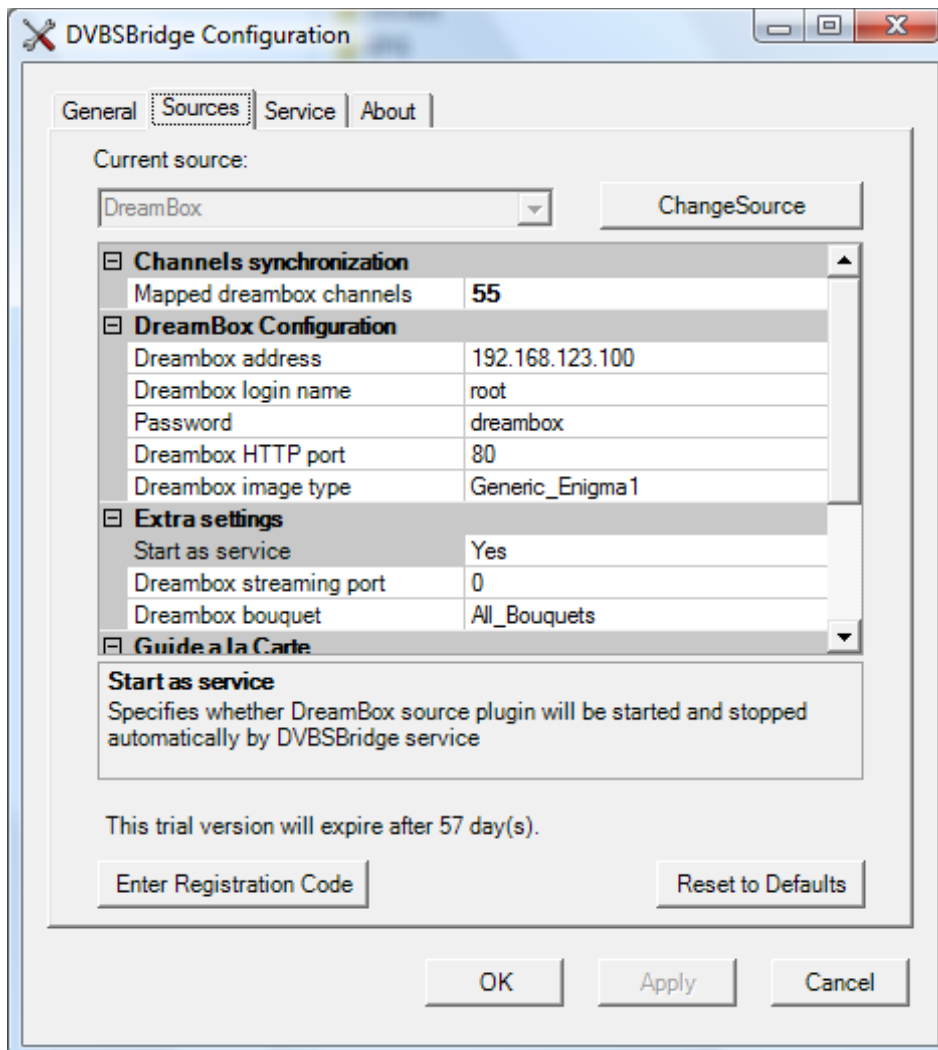 DVBSBridge Configuration
General Sources Service About
Current source:
DreamBox ChangeSource
Channels synchronization
Mapped dreambox channels 55
DreamBox Configuration
Dreambox address 192.168.123.100
Dreambox login name root
Password dreambox
Dreambox HTTP port 80
Dreambox image type Generic_Enigma1
Extra settings
Start as service Yes
Dreambox streaming port 0
Dreambox bouquet All_Bouquets
Guide a la Carte
Start as service
Specifies whether DreamBox source plugin will be started and stopped
automatically by DVBSBridge service
This trial version will expire after 57 day(s).
Enter Registration Code Reset to Defaults
OK Apply Cancel